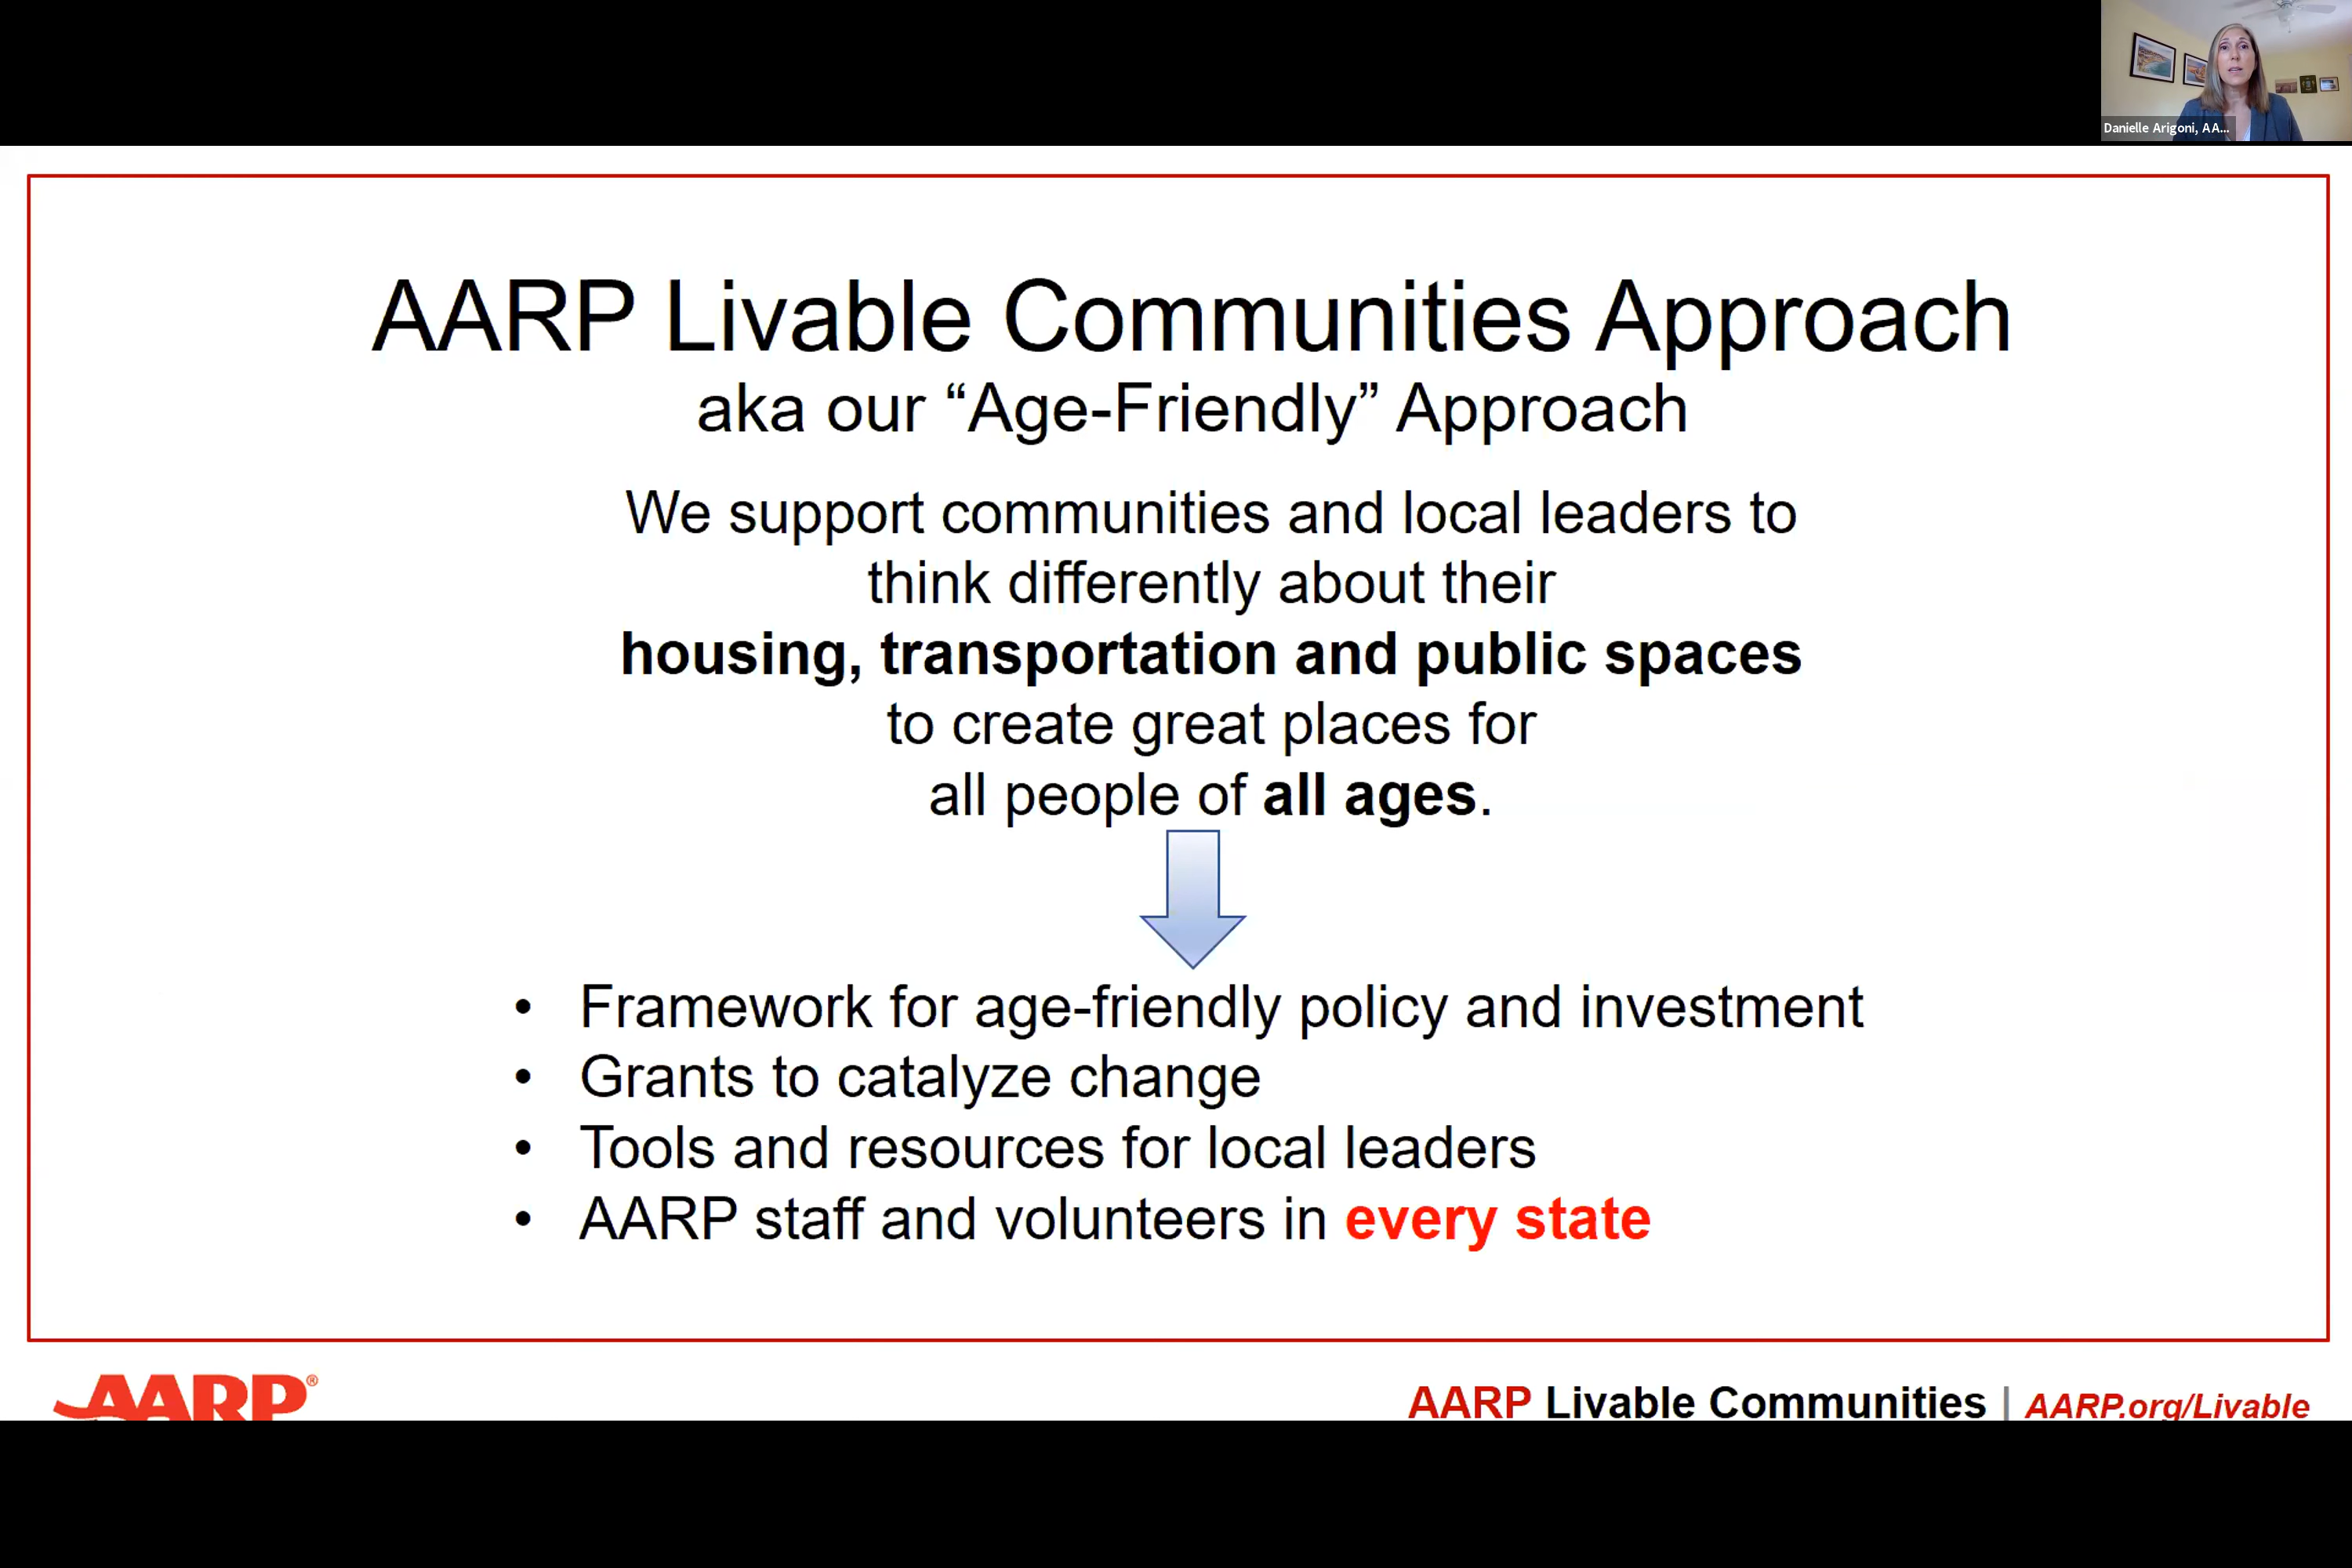 Danielle Arigoni, AA...
AARP Livable Communities Approach
aka our “Age-Friendly” Approach
We support communities and local leaders to
think differently about their
housing, transportation and public spaces
to create great places for
all people of all ages.
• Framework for age-friendly policy and investment
• Grants to catalyze change
• Tools and resources for local leaders
• AARP staff and volunteers in every state
AARP®
AARP Livable Communities | AARP.org/Livable